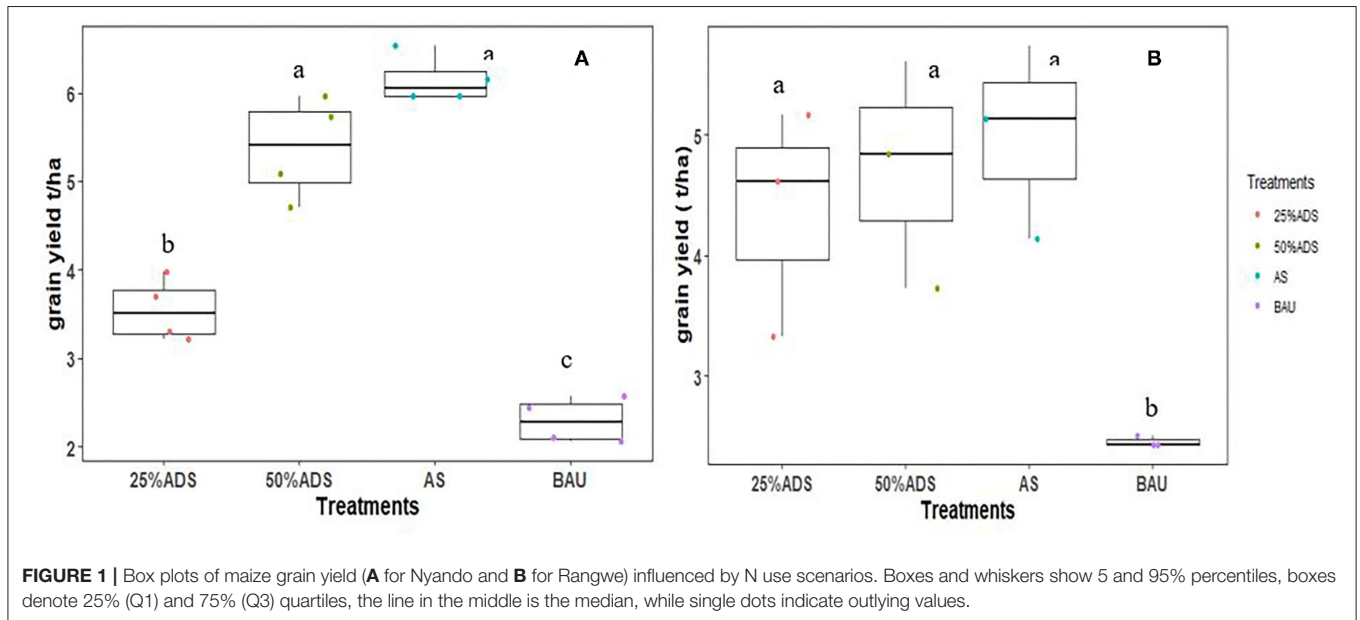 A
a
a
b
c
6
5
4
3
2
grain yield t/ha
25%ADS 50%ADS AS BAU
Treatments
B
a
a
a
b
5
4
3
grain yield ( t/ha)
25%ADS 50%ADS AS BAU
Treatments
Treatments
25%ADS
50%ADS
AS
BAU
FIGURE 1 | Box plots of maize grain yield (A for Nyando and B for Rangwe) influenced by N use scenarios. Boxes and whiskers show 5 and 95% percentiles, boxes
denote 25% (Q1) and 75% (Q3) quartiles, the line in the middle is the median, while single dots indicate outlying values.